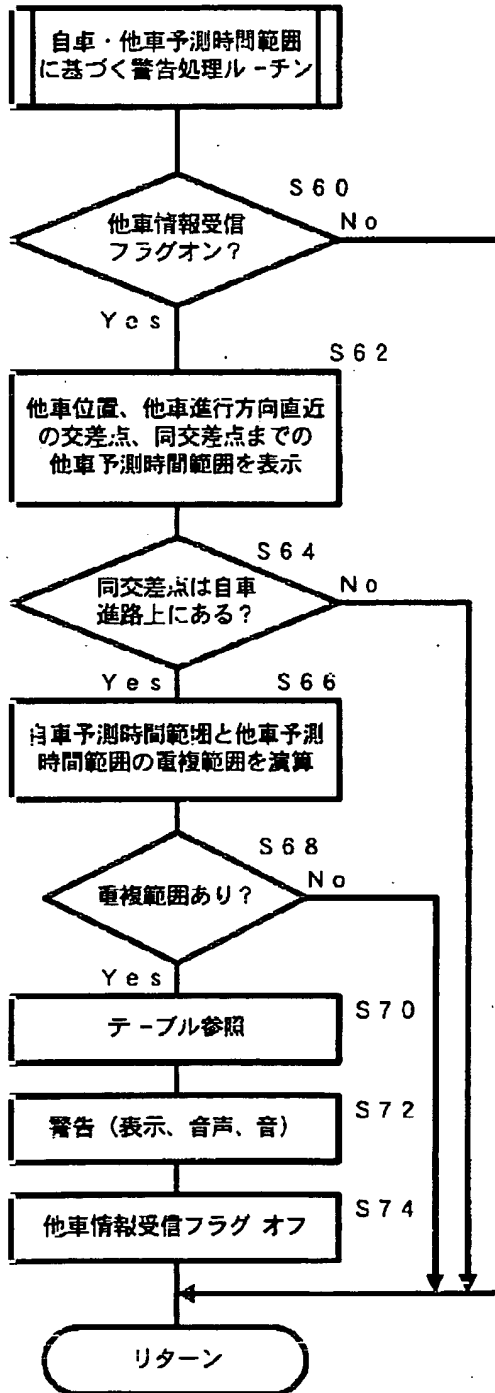 自車・他車予測時間範囲
に基づく警告処理ルーチン
S60
他車情報受信
フラグオン？
No
Yes
S62
他車位置、他車進行方向直近
の交差点、同交差点までの
他車予測時間範囲を表示
S64
同交差点は自車
進路上にある？
No
Yes
S66
自車予測時間範囲と他車予測
時間範囲の重複範囲を演算
S68
重複範囲あり？
No
Yes
テーブル参照
S70
警告（表示、音声、音）
S72
他車情報受信フラグ オフ
S74
リターン